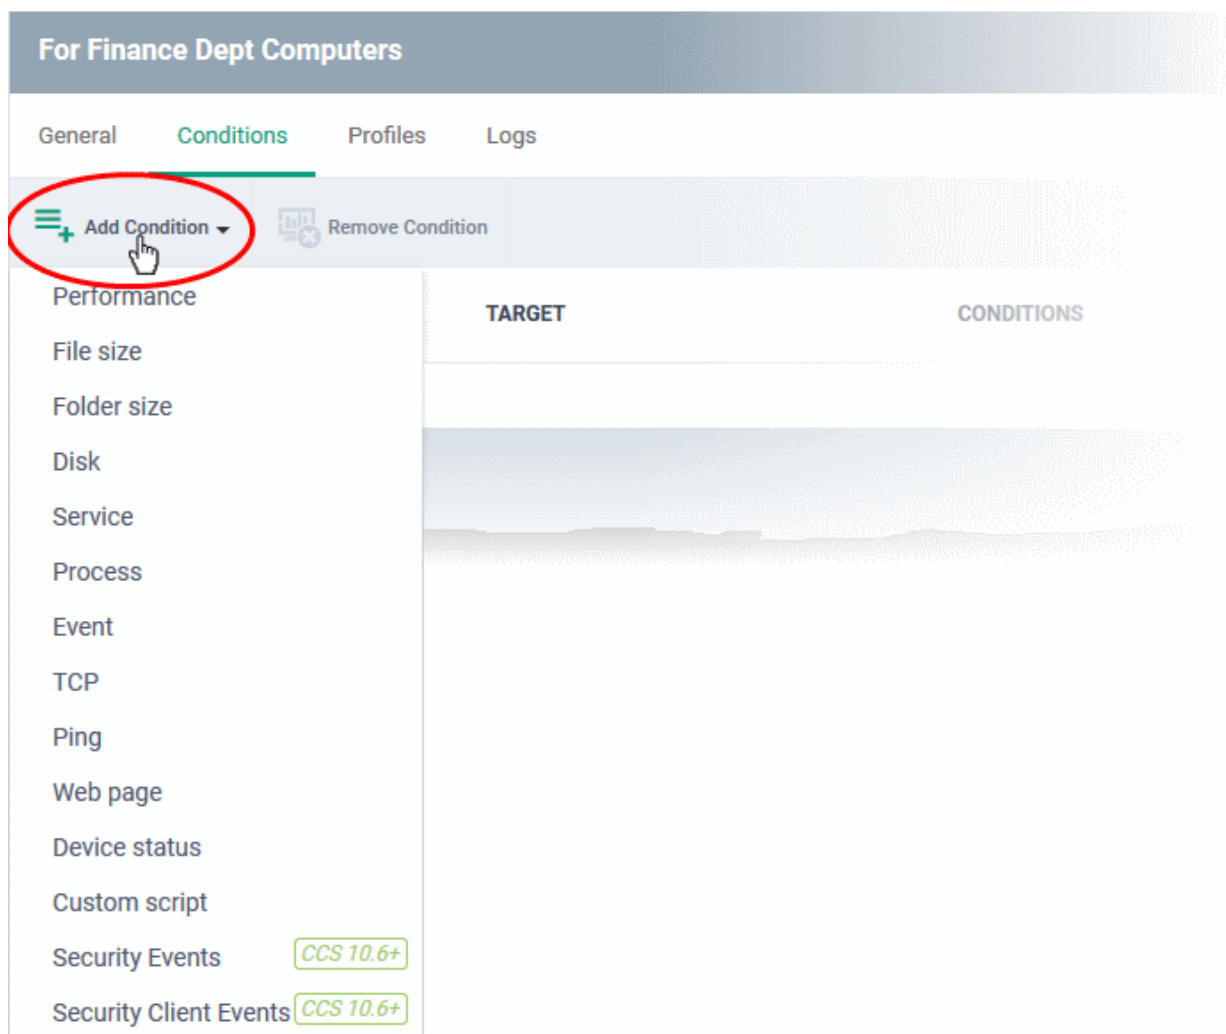 For Finance Dept Computers
General Conditions Profiles Logs
Add Condition Remove Condition
Performance
TARGET CONDITIONS
File size
Folder size
Disk
Service
Process
Event
TCP
Ping
Web page
Device status
Custom script
Security Events CCS 10.6+
Security Client Events CCS 10.6+